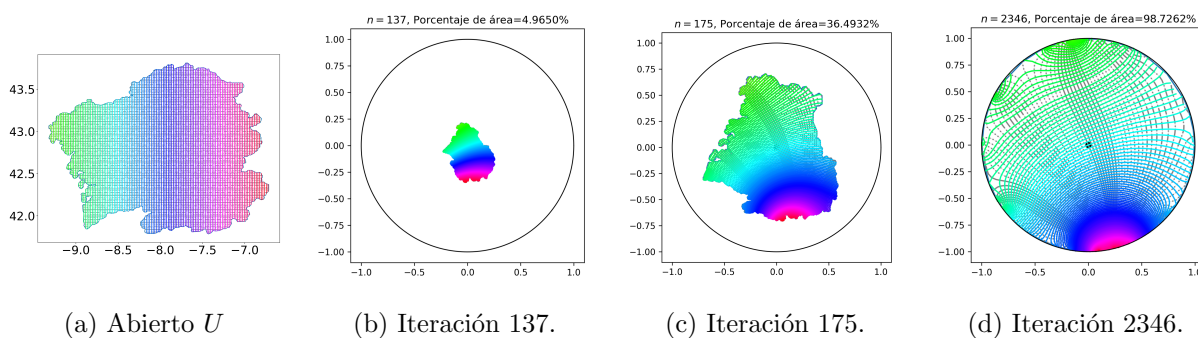 n = 137, Porcentaje de área=4.9650%
n = 175, Porcentaje de área=36.4932%
n = 2346, Porcentaje de área=98.7262%
43.5
43.0
42.5
42.0
−9.0 −8.5 −8.0 −7.5 −7.0
1.00
0.75
0.50
0.25
0.00
−0.25
−0.50
−0.75
−1.00
−1.0 −0.5 0.0 0.5 1.0
1.00
0.75
0.50
0.25
0.00
−0.25
−0.50
−0.75
−1.00
−1.0 −0.5 0.0 0.5 1.0
1.00
0.75
0.50
0.25
0.00
−0.25
−0.50
−0.75
−1.00
−1.0 −0.5 0.0 0.5 1.0
(a) Abierto U
(b) Iteración 137.
(c) Iteración 175.
(d) Iteración 2346.